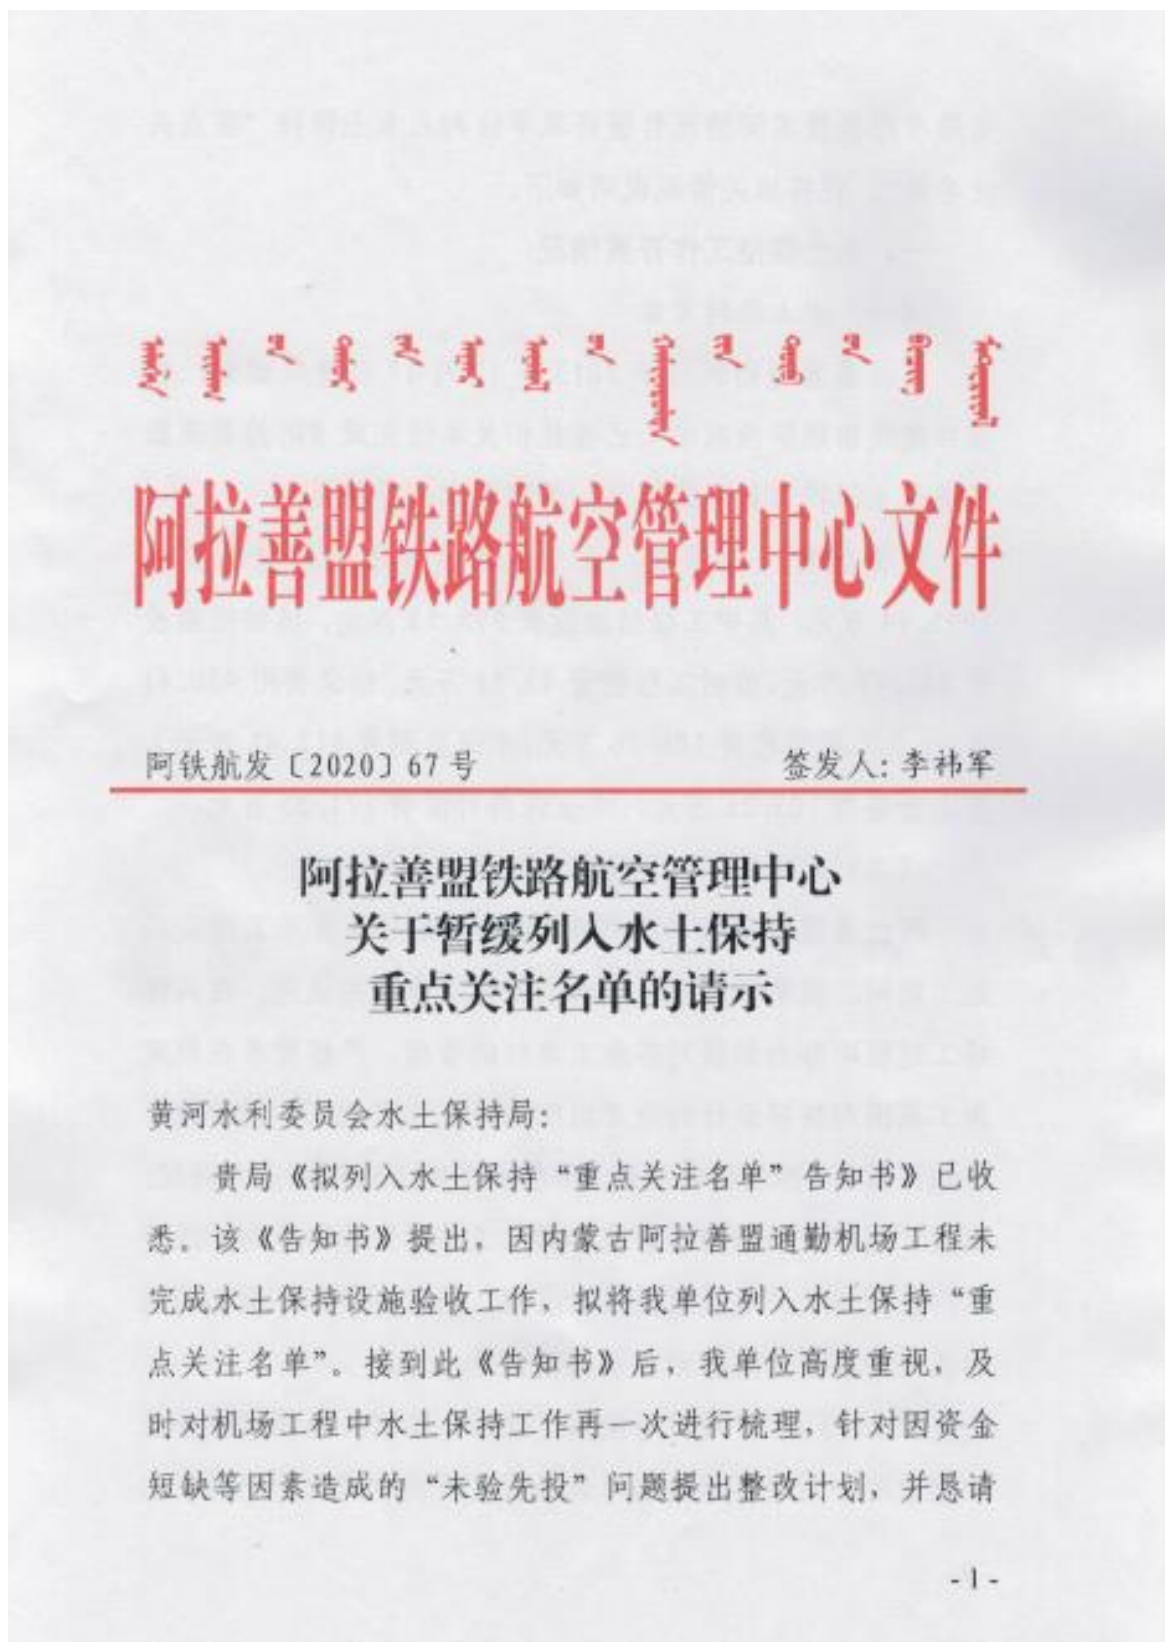 阿拉善盟铁路航空管理中心文件
阿铁航发〔2020〕67号 签发人：李祎军
阿拉善盟铁路航空管理中心
关于暂缓列入水土保持
重点关注名单的请示
黄河水利委员会水土保持局：
贵局《拟列入水土保持“重点关注名单”告知书》已收
悉。该《告知书》提出，因内蒙古阿拉善盟通勤机场工程未
完成水土保持设施验收工作，拟将我单位列入水土保持“重
点关注名单”。接到此《告知书》后，我单位高度重视，及
时对机场工程中水土保持工作再一次进行梳理，针对因资金
短缺等因素造成的“未验先投”问题提出整改计划，并恳请
-1-